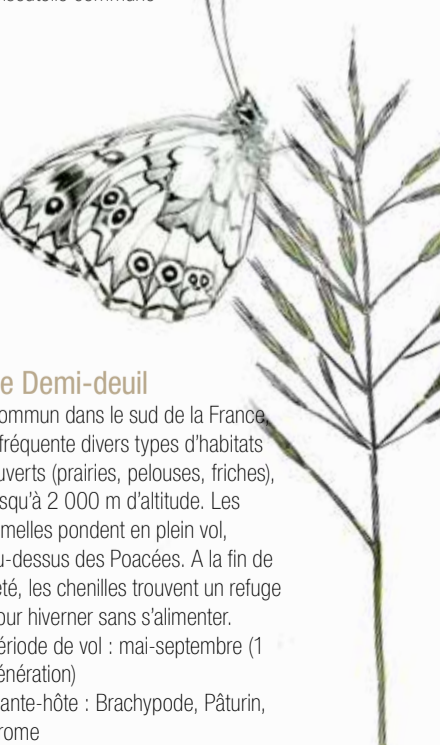 e Demi-deuil
ommun dans le sud de la France,
fréquente divers types d'habitats
uverts (prairies, pelouses, friches),
squ'à 2 000 m d'altitude. Les
melles pondent en plein vol,
u-dessus des Poacées. A la fin de
été, les chenilles trouvent un refuge
our hiverner sans s'alimenter.
ériode de vol : mai-septembre (1
énération)
ante-hôte : Brachypode, Pâturin,
rome